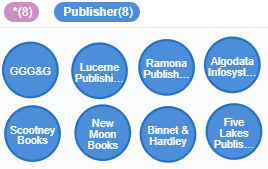 *(8) Publisher(8)
GGG&G
Lucerne
Publishi...
Ramona
Publish...
Algodata
Infosyst...
Scootney
Books
New
Moon
Books
Binnet &
Hardley
Five
Lakes
Publis...